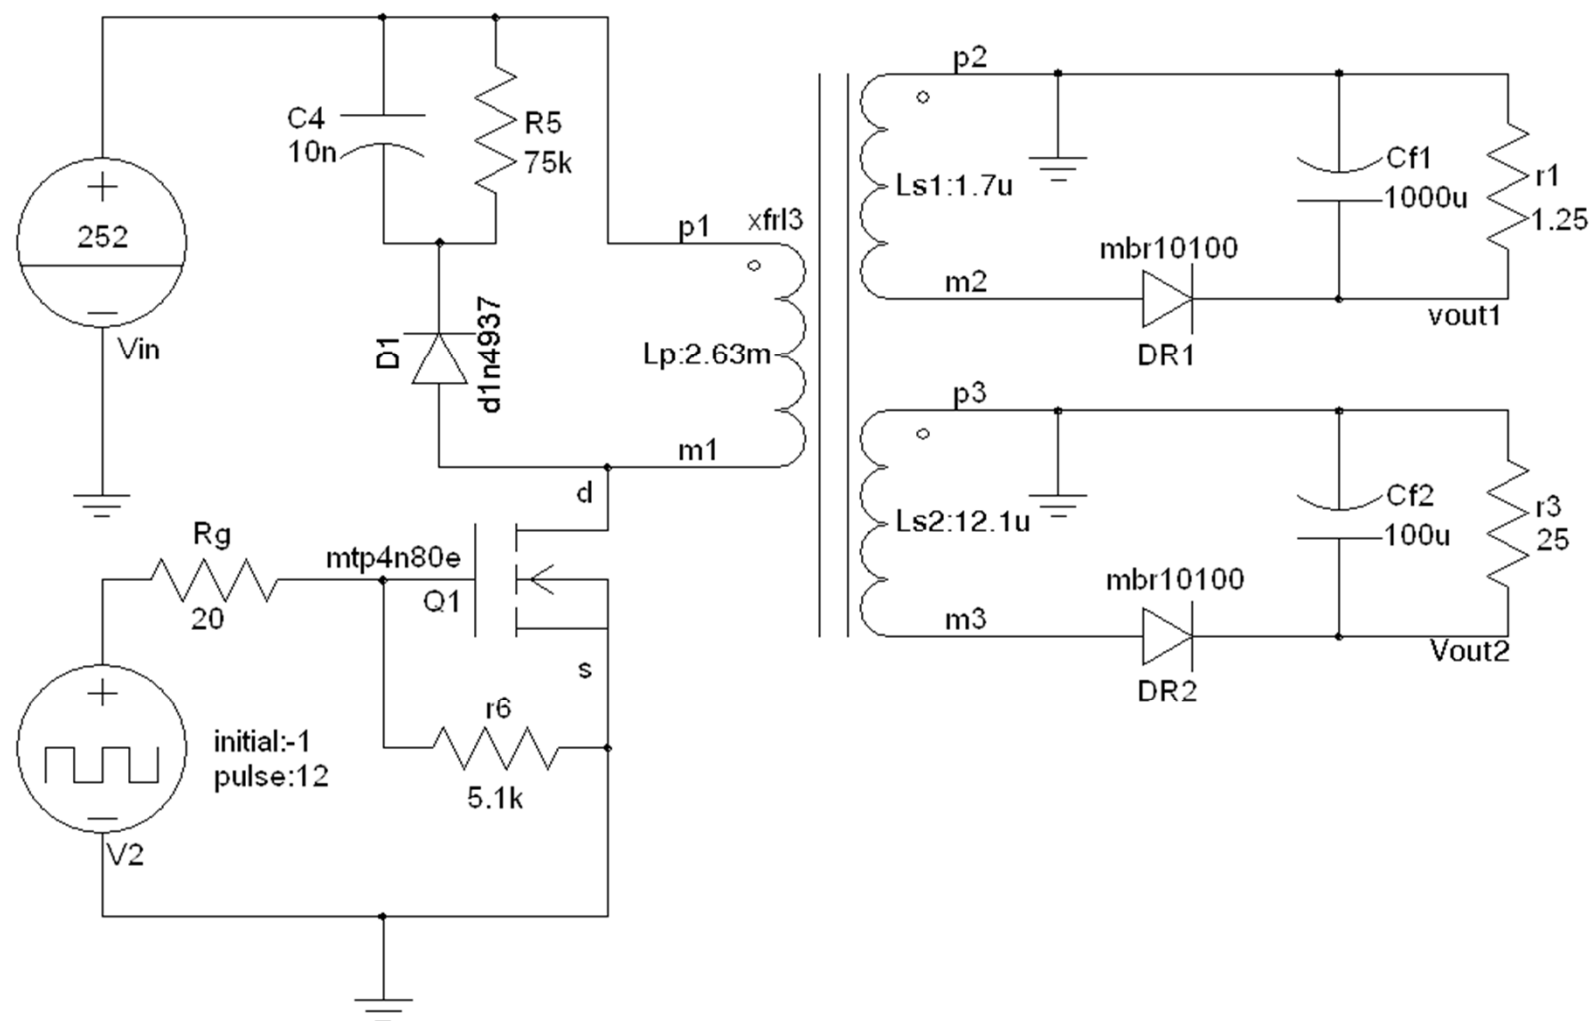 p2
C4
10n
R5
75k
Cf1
1000u
r1
1.25
Ls1:1.7u
xfrl3
p1
252
mbr10100
m2
vout1
Vin
DR1
D1
d1n4937
Lp:2.63m
p3
m1
d
Cf2
100u
r3
25
Ls2:12.1u
Rg
20
mtp4n80e
Q1
mbr10100
m3
Vout2
s
DR2
r6
5.1k
initial:-1
pulse:12
V2